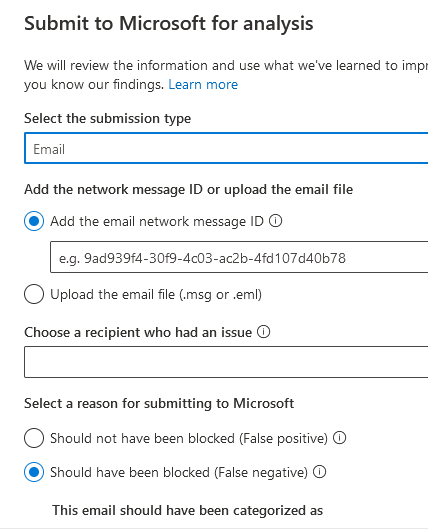 Submit to Microsoft for analysis
We will review the information and use what we've learned to impr
you know our findings. Learn more
Select the submission type
Email
Add the network message ID or upload the email file
Add the email network message ID
e.g. 9ad939f4-30f9-4c03-ac2b-4fd107d40b78
Upload the email file (.msg or .eml)
Choose a recipient who had an issue
Select a reason for submitting to Microsoft
Should not have been blocked (False positive)
Should have been blocked (False negative)
This email should have been categorized as